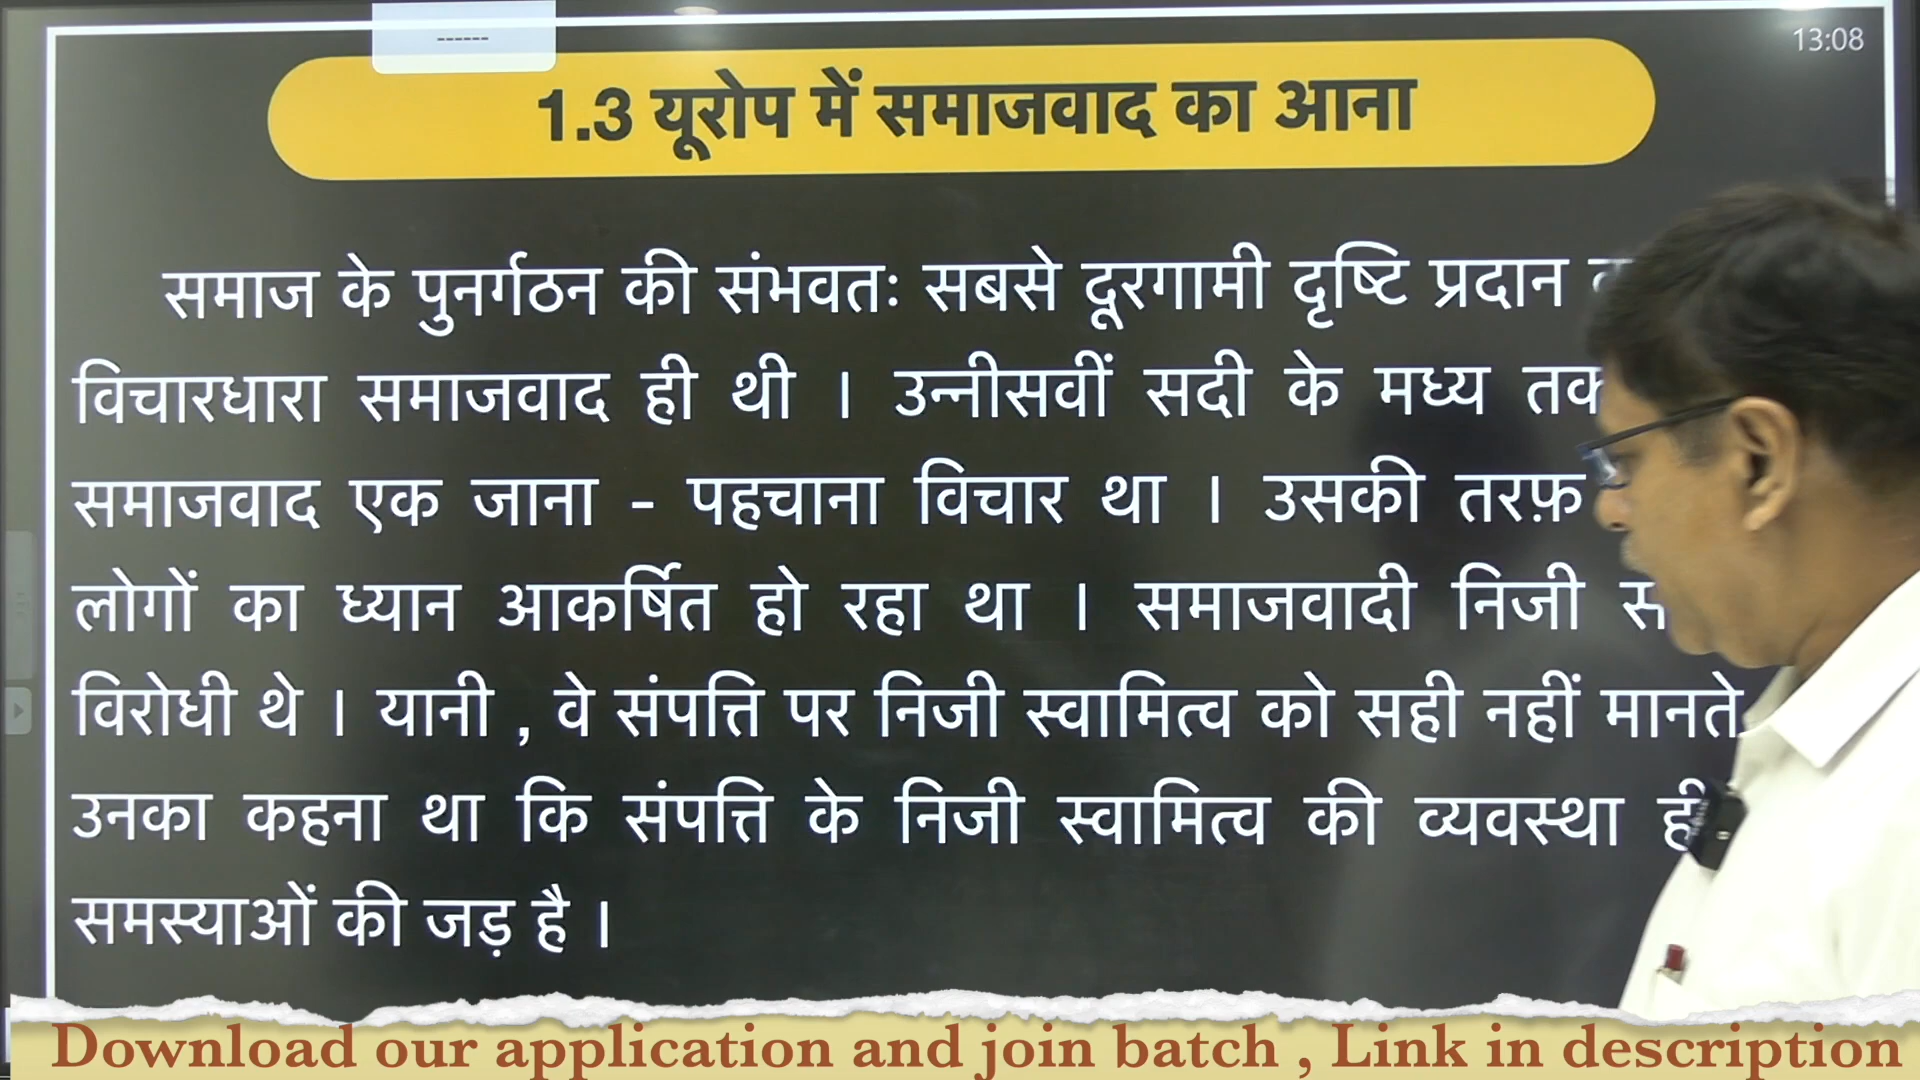 ------
13:08
1.3 यूरोप में समाजवाद का आना
समाज के पुनर्गठन की संभवतः सबसे दूरगामी दृष्टि प्रदान
विचारधारा समाजवाद ही थी । उन्नीसवीं सदी के मध्य तक
समाजवाद एक जाना - पहचाना विचार था । उसकी तरफ़
लोगों का ध्यान आकर्षित हो रहा था । समाजवादी निजी
विरोधी थे । यानी , वे संपत्ति पर निजी स्वामित्व को सही नहीं मानते
उनका कहना था कि संपत्ति के निजी स्वामित्व की व्यवस्था ही
समस्याओं की जड़ है ।
Download our application and join batch , Link in description